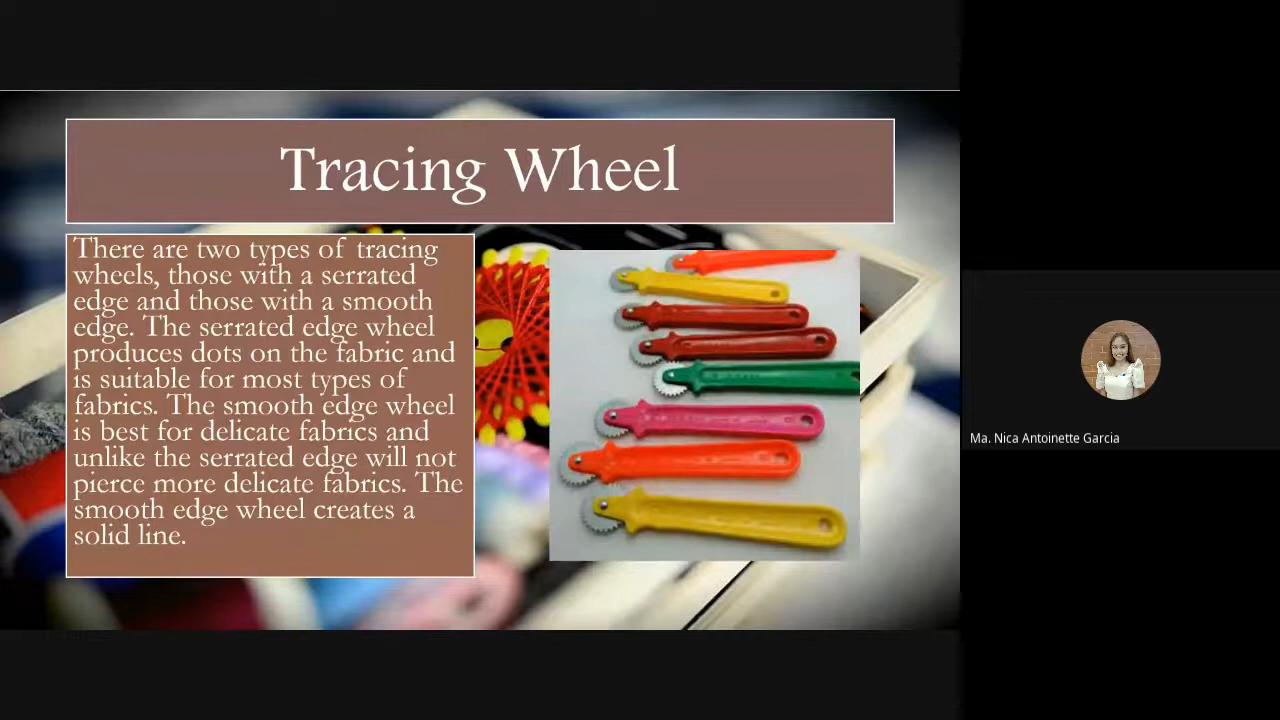 Tracing Wheel
There are two types of tracing
wheels, those with a serrated
edge and those with a smooth
edge. The serrated edge wheel
produces dots on the fabric and
is suitable for most types of
fabrics. The smooth edge wheel
is best for delicate fabrics and
unlike the serrated edge will not
pierce more delicate fabrics. The
smooth edge wheel creates a
solid line.
Ma. Nica Antoinette Garcia